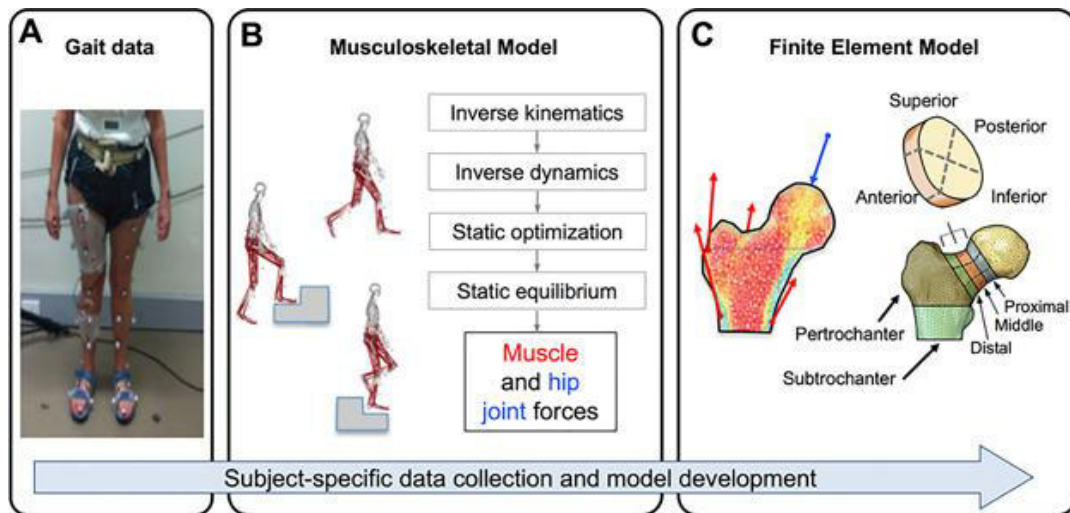 A
Gait data
B
Musculoskeletal Model
Inverse kinematics
Inverse dynamics
Static optimization
Static equilibrium
Muscle
and hip
joint forces
C
Finite Element Model
Superior
Posterior
Anterior
Inferior
Proximal
Middle
Distal
Pertrochanter
Subtrochanter
Subject-specific data collection and model development